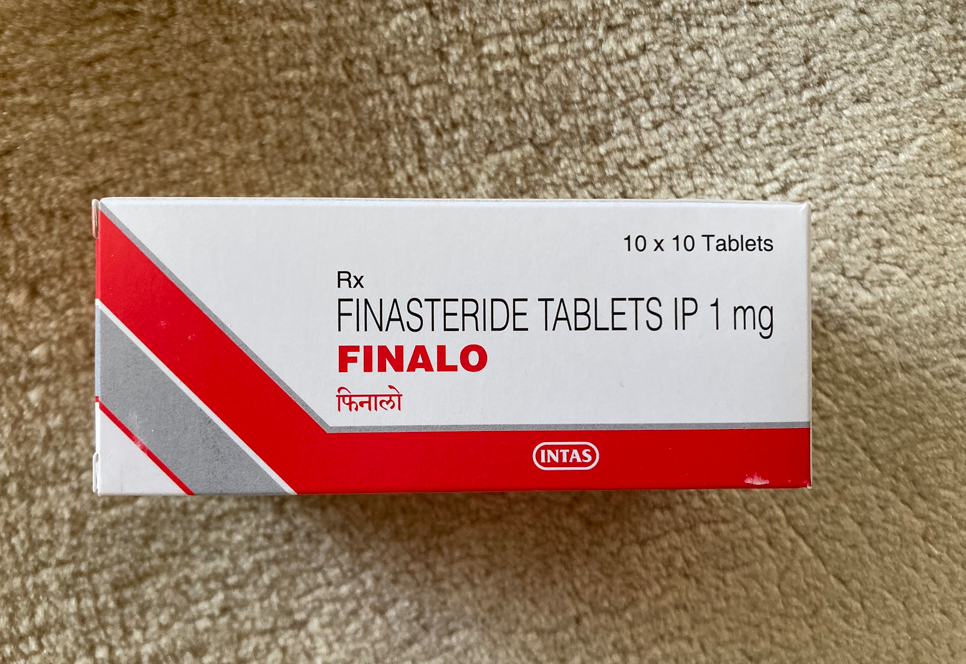 10 x 10 Tablets
Rx
FINASTERIDE TABLETS IP 1 mg
FINALO
फिनालो
INTAS